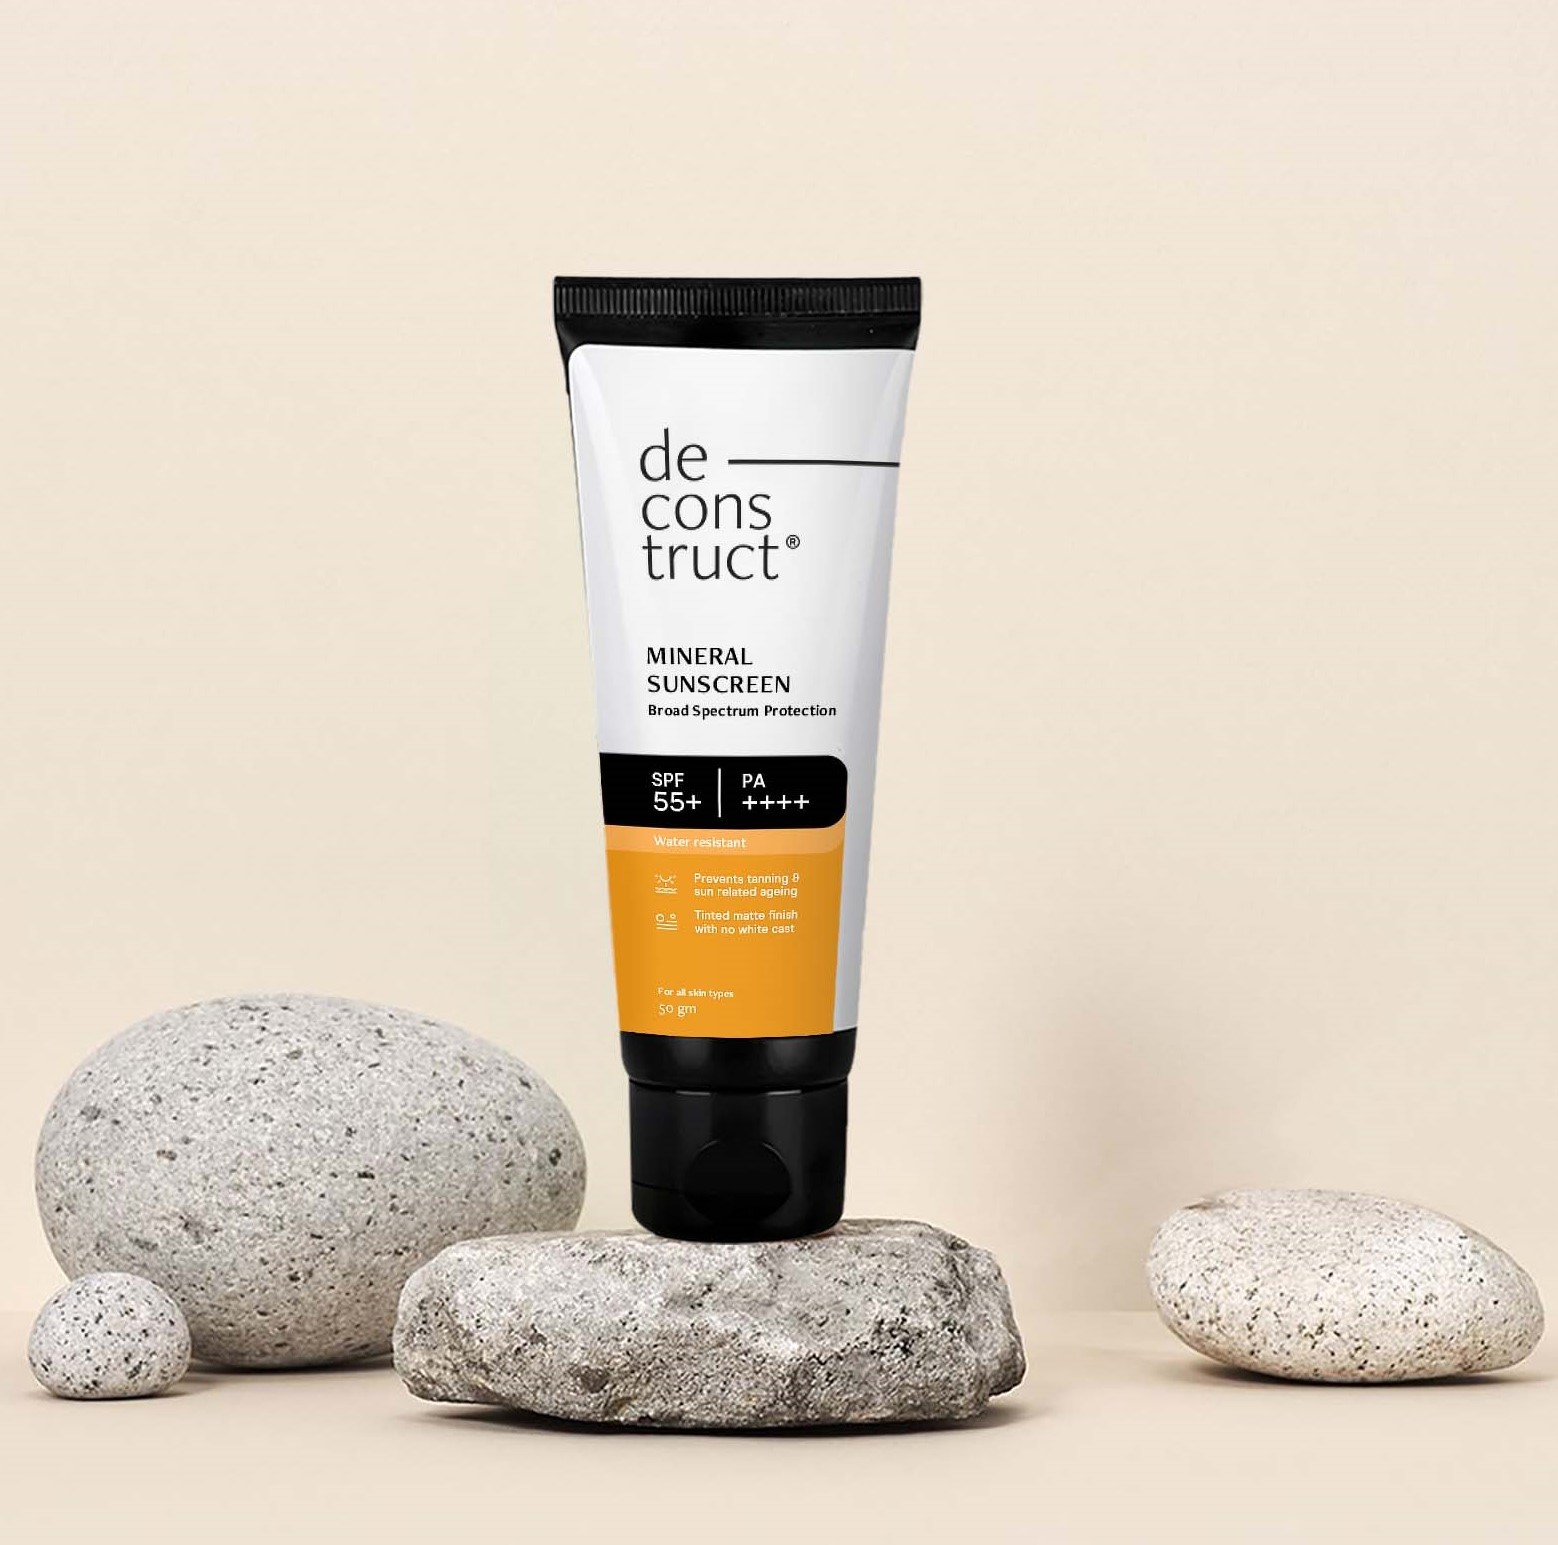 de
cons
truct®
MINERAL
SUNSCREEN
Broad Spectrum Protection
SPF
55+
PA
++++
Water resistant
Prevents tanning &
sun related ageing
Tinted matte finish
with no white cast
For all skin types
50 gm